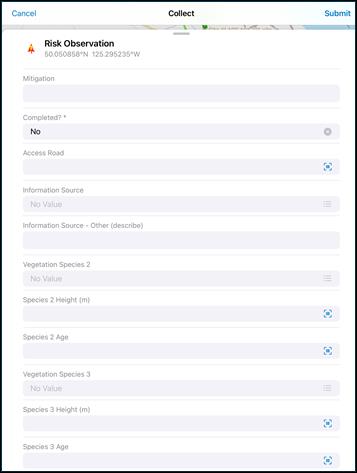 Cancel Collect Submit
Risk Observation
50.050858°N 125.295235°W
Mitigation
Completed? *
No
Access Road
Information Source
No Value
Information Source - Other (describe)
Vegetation Species 2
No Value
Species 2 Height (m)
Species 2 Age
Vegetation Species 3
No Value
Species 3 Height (m)
Species 3 Age